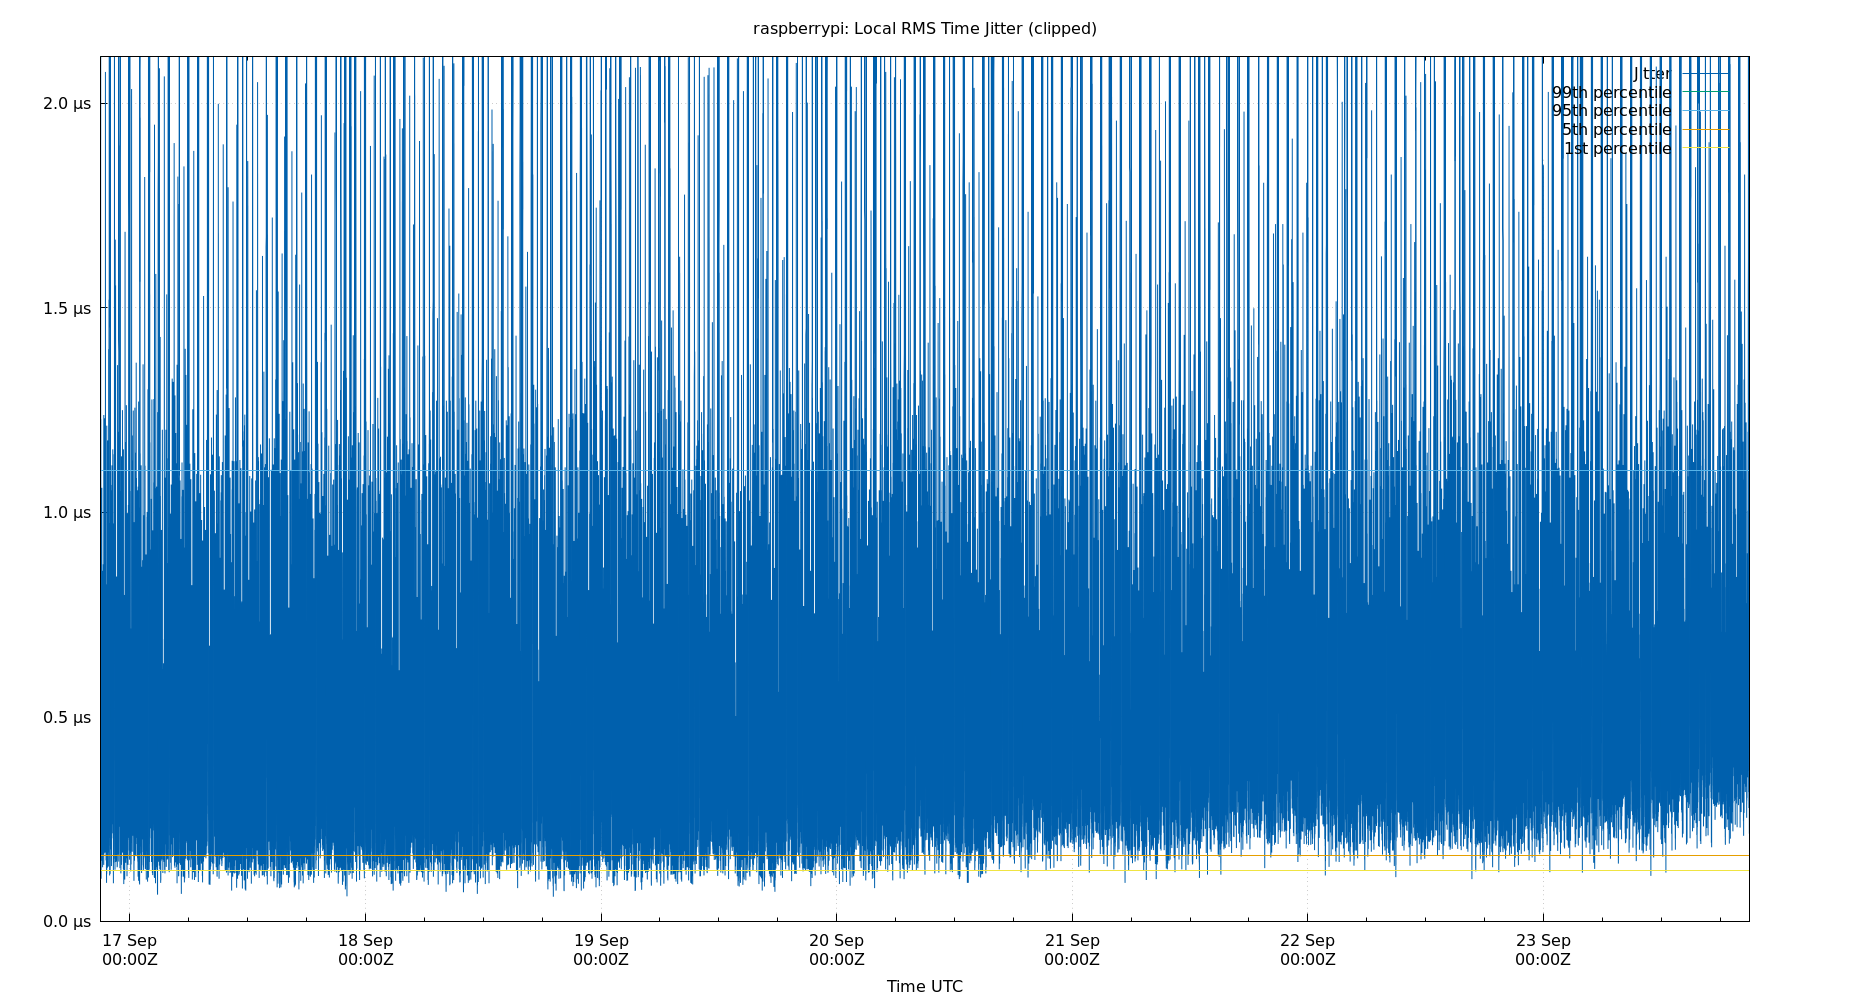 raspberrypi: Local RMS Time Jitter (clipped)
Jitter
99th percentile
95th percentile
5th percentile
1st percentile
2.0 µs
1.5 µs
1.0 µs
0.5 µs
0.0 µs
17 Sep 18 Sep 19 Sep 20 Sep 21 Sep 22 Sep 23 Sep
00:00Z 00:00Z 00:00Z 00:00Z 00:00Z 00:00Z 00:00Z
Time UTC